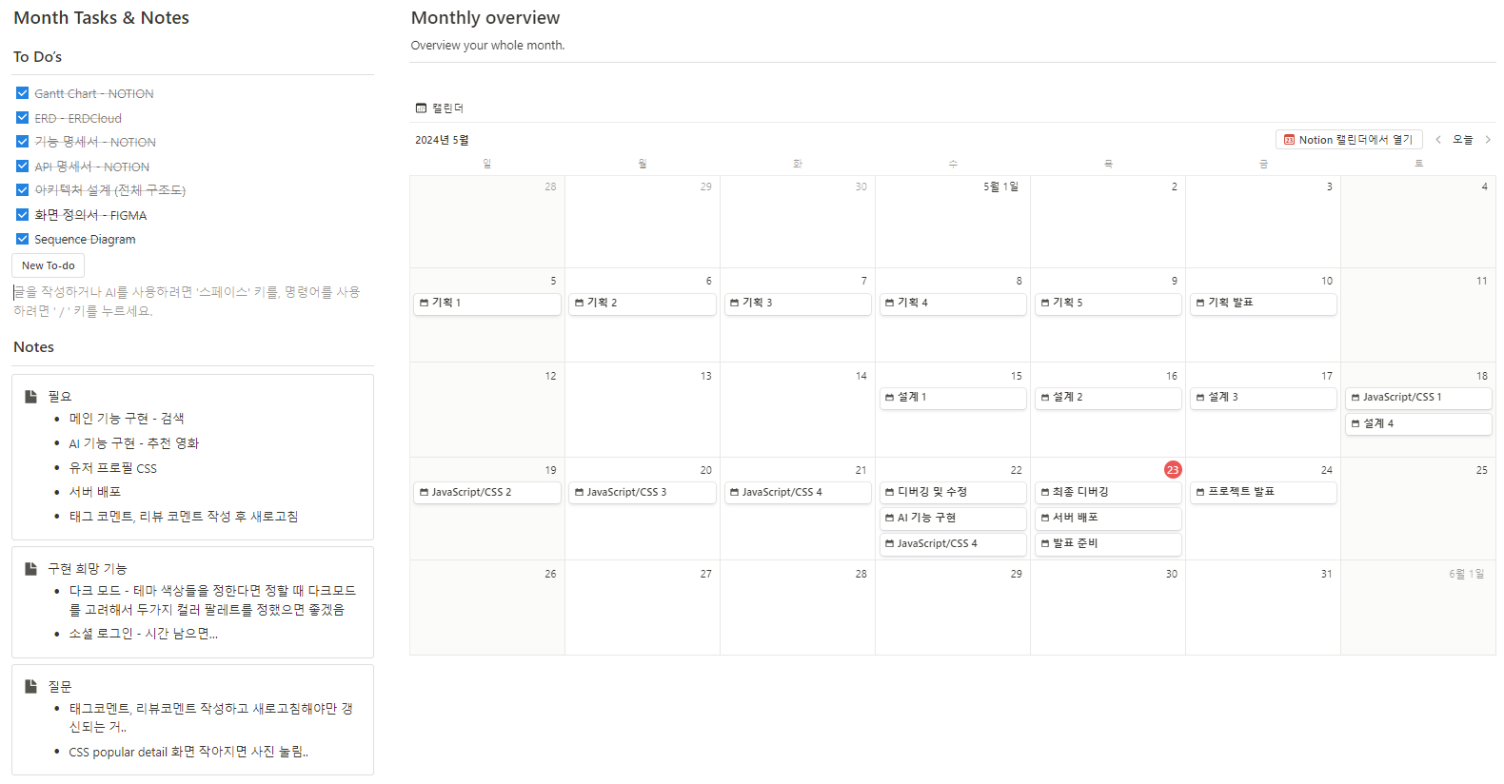 Month Tasks & Notes
To Do's
Gantt Chart - NOTION
ERD - ERDCloud
기능 명세서 - NOTION
API 명세서 - NOTION
아키텍처 설계 (전체 구조도)
화면 정의서 - FIGMA
Sequence Diagram
New To-do
글을 작성하거나 AI를 사용하려면 '스페이스' 키를, 명령어를 사용
하려면 ' / ' 키를 누르세요.
Notes
필요
메인 기능 구현 - 검색
AI 기능 구현 - 추천 영화
유저 프로필 CSS
서버 배포
태그 코멘트, 리뷰 코멘트 작성 후 새로고침
구현 희망 기능
다크 모드 - 테마 색상들을 정한다면 정할 때 다크모드
를 고려해서 두가지 컬러 팔레트를 정했으면 좋겠음
소셜 로그인 - 시간 남으면...
질문
태그코멘트, 리뷰코멘트 작성하고 새로고침해야만 갱
신되는 거..
CSS popular detail 화면 작아지면 사진 눌림..
Monthly overview
Overview your whole month.
캘린더
2024년 5월
23 Notion 캘린더에서 열기 오늘
일 월 화 수 목 금 토
28 29 30 5월 1일 2 3 4
5 6 7 8 9 10 11
기획 1 기획 2 기획 3 기획 4 기획 5 기획 발표
12 13 14 15 16 17 18
설계 1 설계 2 설계 3 JavaScript/CSS 1
설계 4
19 20 21 22 23 24 25
JavaScript/CSS 2 JavaScript/CSS 3 JavaScript/CSS 4 디버깅 및 수정 최종 디버깅 프로젝트 발표
AI 기능 구현 서버 배포
JavaScript/CSS 4 발표 준비
26 27 28 29 30 31 6월 1일